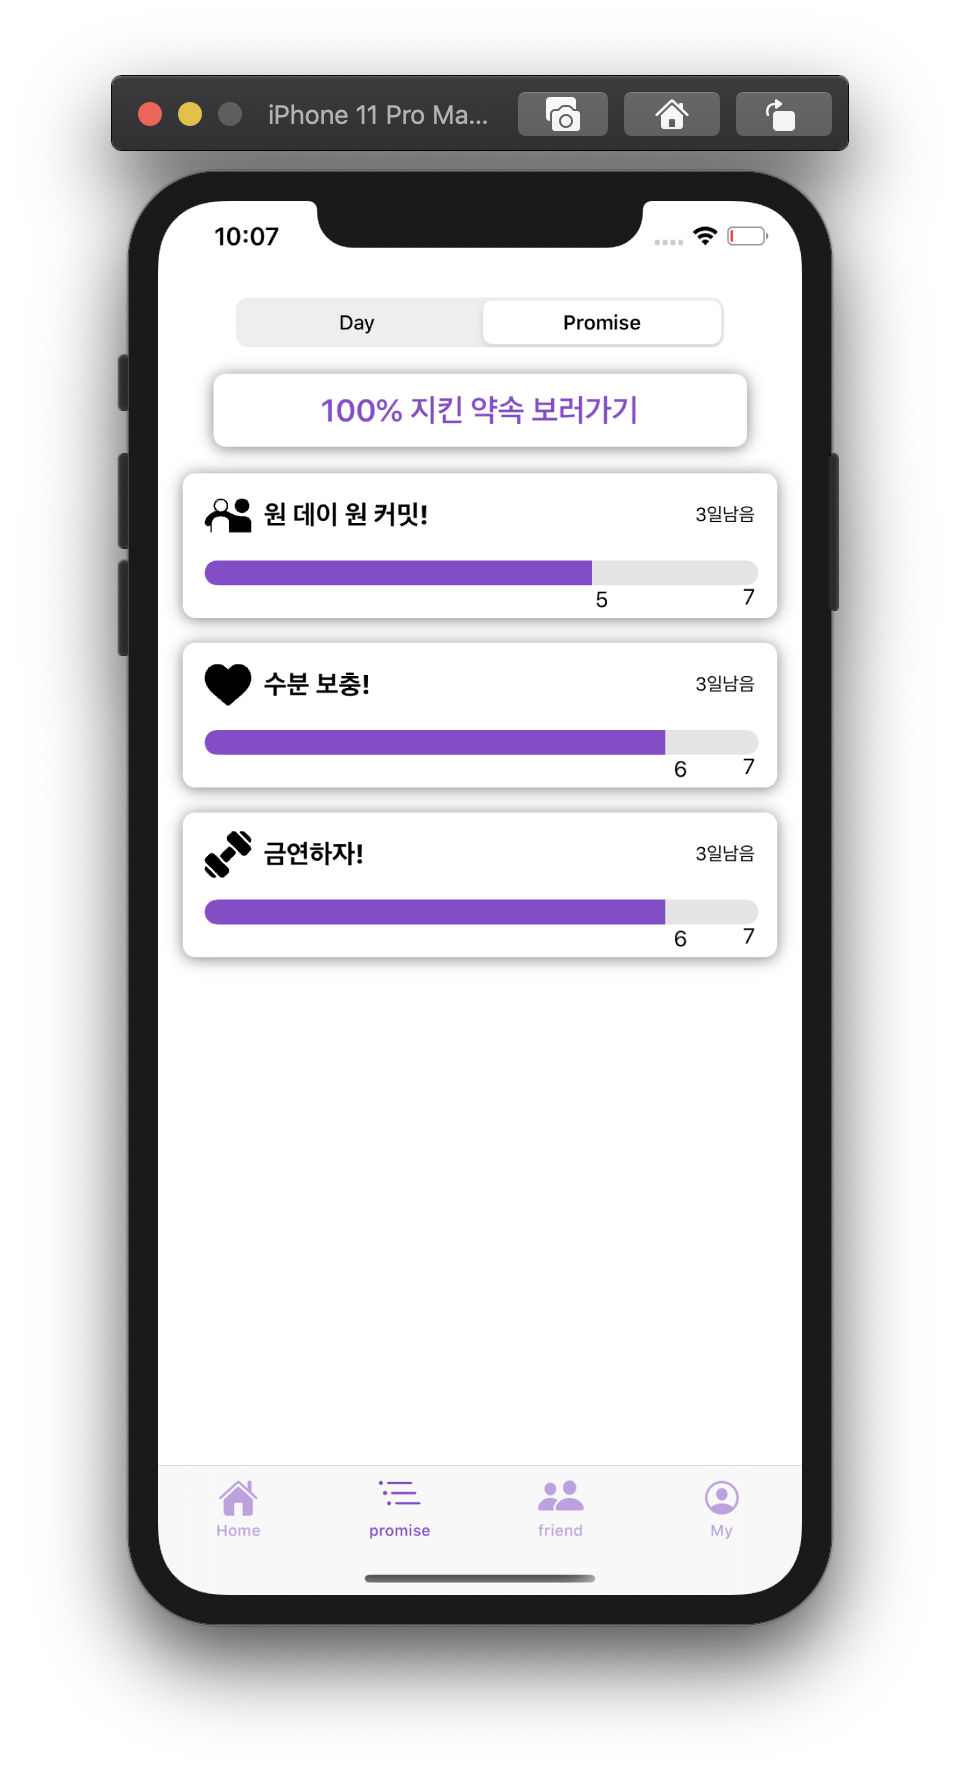 iPhone 11 Pro Ma...
10:07
Day
Promise
100% 지킨 약속 보러가기
원 데이 원 커밋!
3일남음
5
7
수분 보충!
3일남음
6
7
금연하자!
3일남음
6
7
Home
promise
friend
My